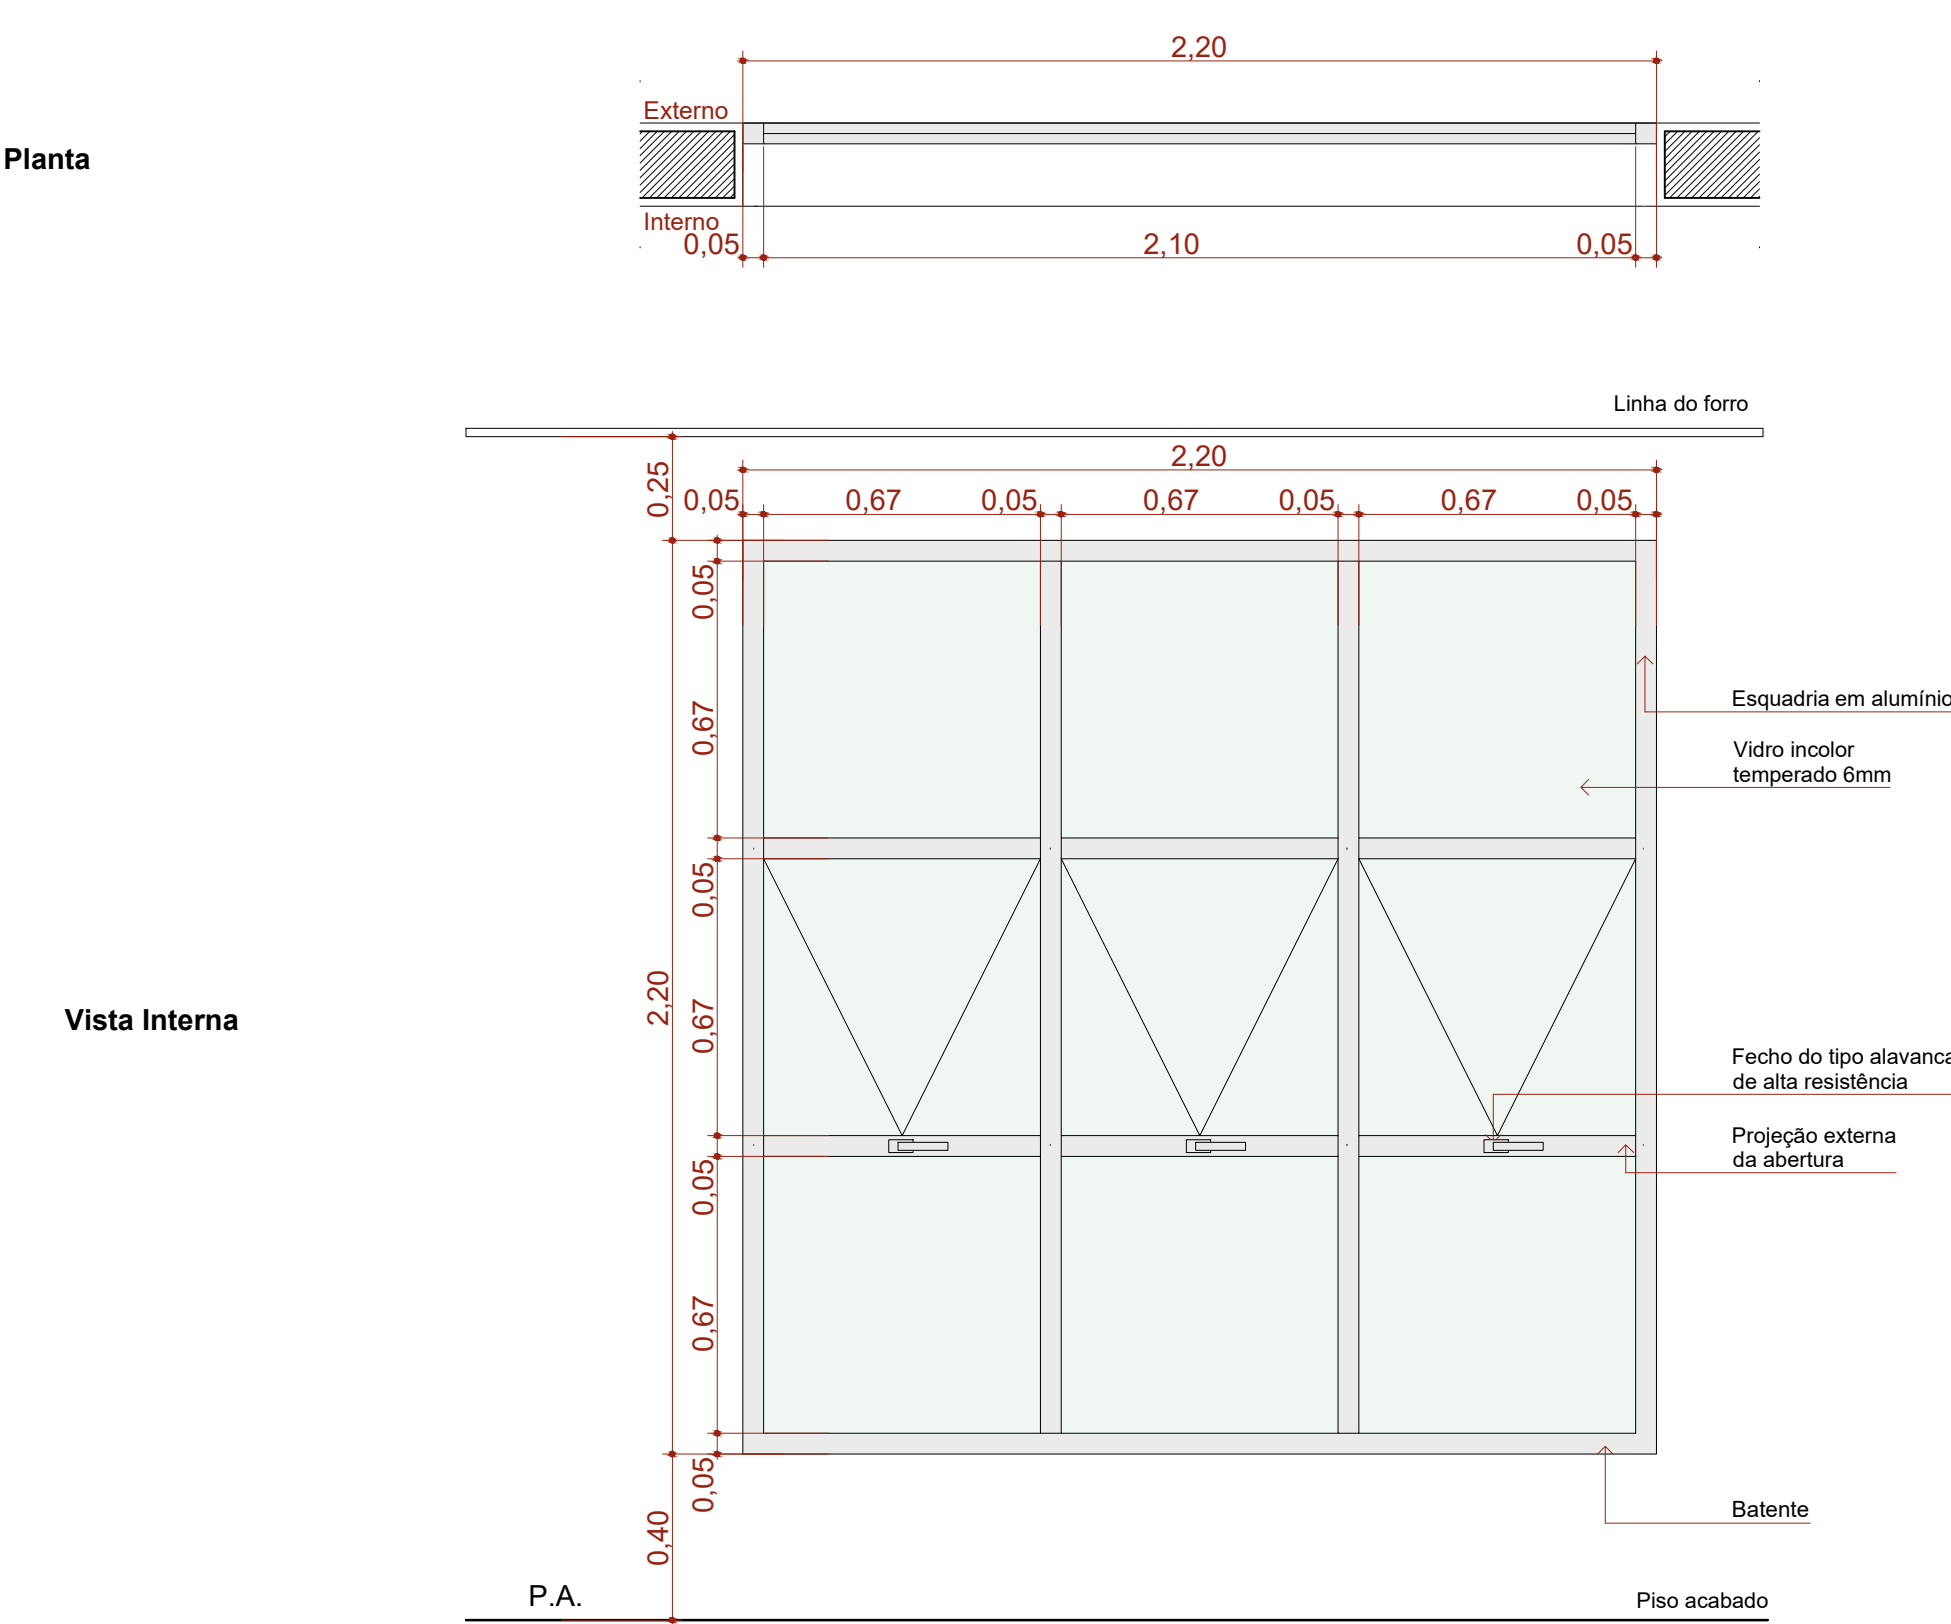 2,20
Externo
Planta
Interno
0,05
2,10
0,05
Linha do forro
2,20
0,25
0,05
0,67
0,05
0,67
0,05
0,67
0,05
0,05
0,67
Esquadria em alumínio
Vidro incolor
temperado 6mm
0,05
2,20
0,67
Vista Interna
Fecho do tipo alavanca
de alta resistência
Projeção externa
da abertura
0,05
0,67
0,05
Batente
0,40
P.A.
Piso acabado